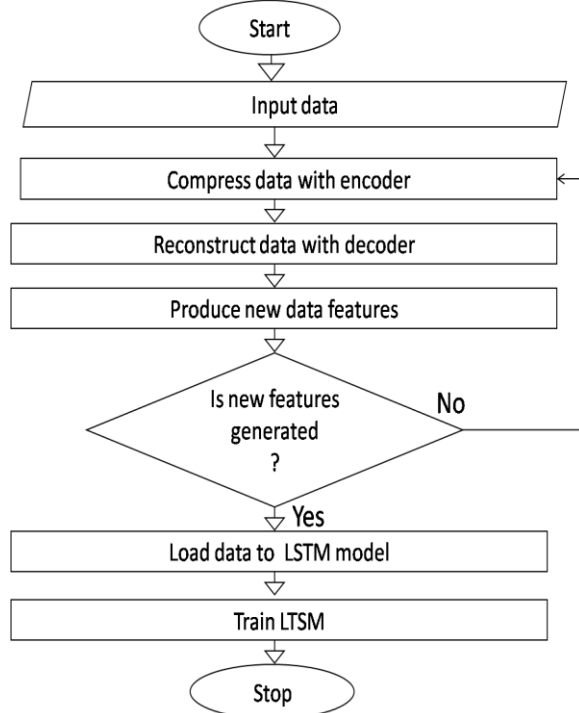 Start
Input data
Compress data with encoder
Reconstruct data with decoder
Produce new data features
Is new features
generated
?
No
Yes
Load data to LSTM model
Train LTSM
Stop